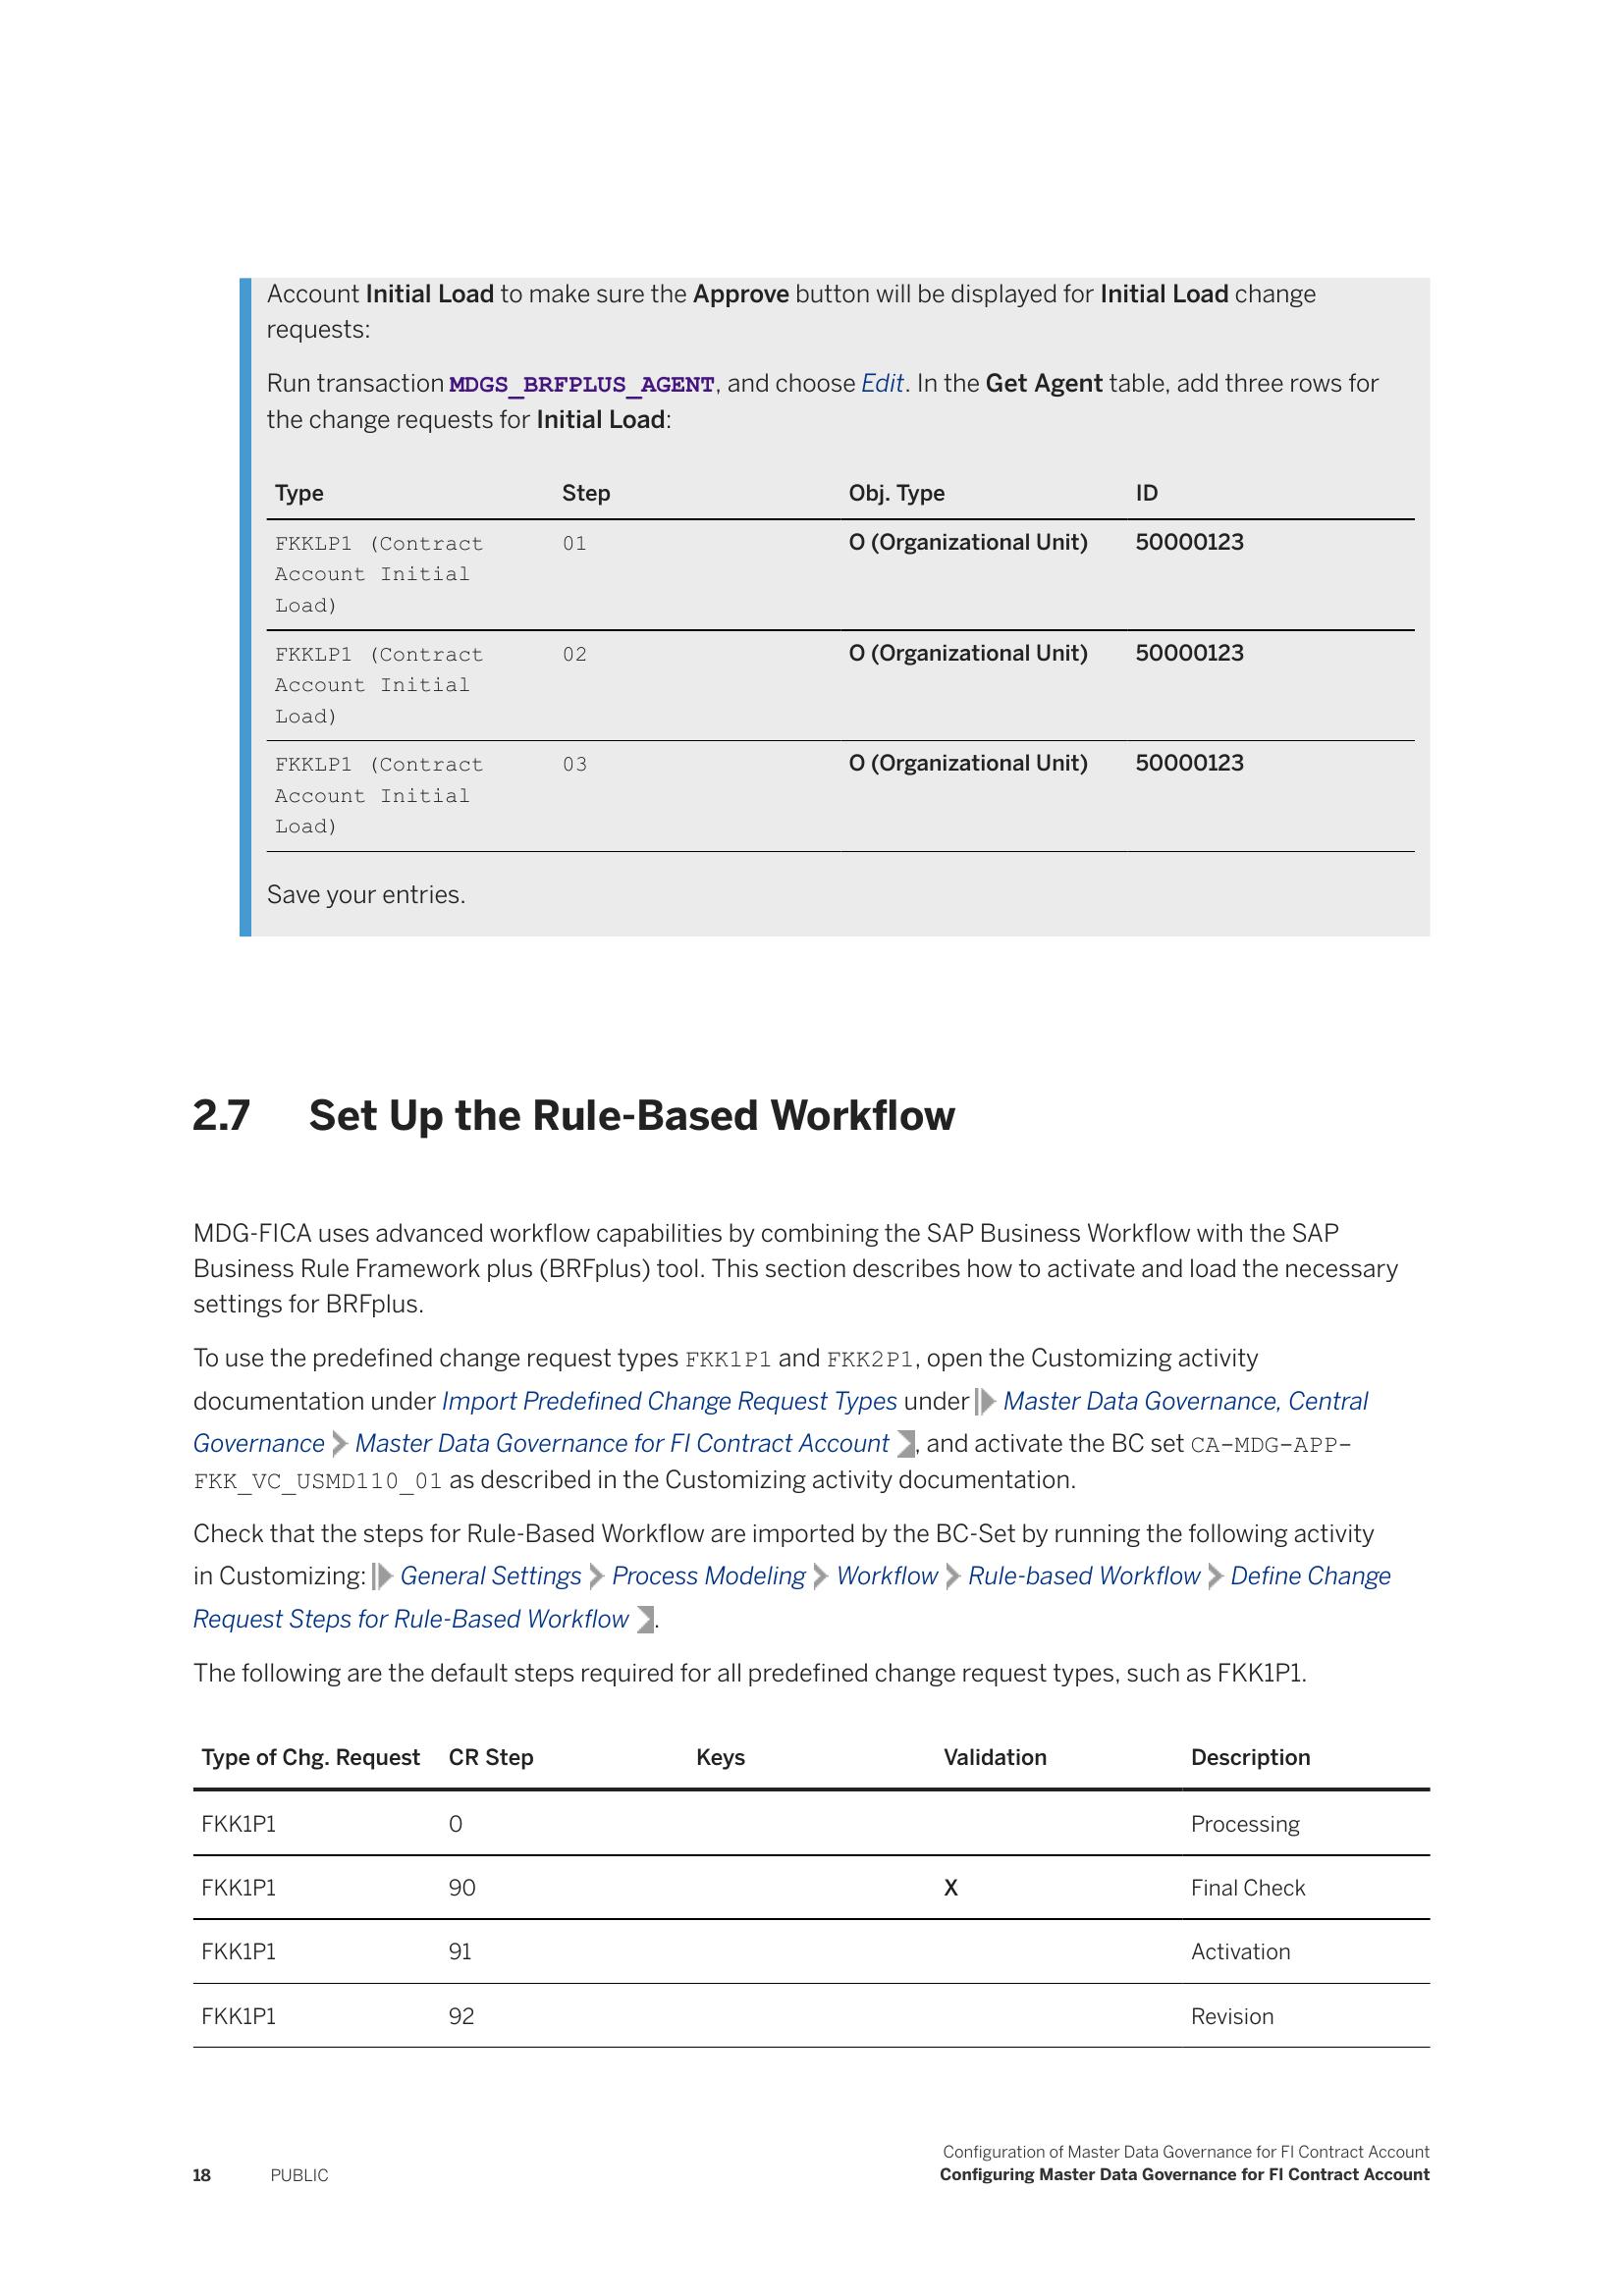 Account Initial Load to make sure the Approve button will be displayed for Initial Load change
requests:
Run transaction MDGS_BRFPLUS_AGENT, and choose Edit. In the Get Agent table, add three rows for
the change requests for Initial Load:
Type Step Obj. Type ID
FKKLP1 (Contract 01 O (Organizational Unit) 50000123
Account Initial
Load)
FKKLP1 (Contract 02 O (Organizational Unit) 50000123
Account Initial
Load)
FKKLP1 (Contract 03 O (Organizational Unit) 50000123
Account Initial
Load)
Save your entries.
2.7 Set Up the Rule-Based Workflow
MDG-FICA uses advanced workflow capabilities by combining the SAP Business Workflow with the SAP
Business Rule Framework plus (BRFplus) tool. This section describes how to activate and load the necessary
settings for BRFplus.
To use the predefined change request types FKK1P1 and FKK2P1, open the Customizing activity
documentation under Import Predefined Change Request Types under Master Data Governance, Central
Governance Master Data Governance for FI Contract Account , and activate the BC set CA-MDG-APP-
FKK_VC_USMD110_01 as described in the Customizing activity documentation.
Check that the steps for Rule-Based Workflow are imported by the BC-Set by running the following activity
in Customizing: General Settings Process Modeling Workflow Rule-based Workflow Define Change
Request Steps for Rule-Based Workflow .
The following are the default steps required for all predefined change request types, such as FKK1P1.
Type of Chg. Request CR Step Keys Validation Description
FKK1P1 0 Processing
FKK1P1 90 X Final Check
FKK1P1 91 Activation
FKK1P1 92 Revision
Configuration of Master Data Governance for FI Contract Account
18 PUBLIC Configuring Master Data Governance for FI Contract Account